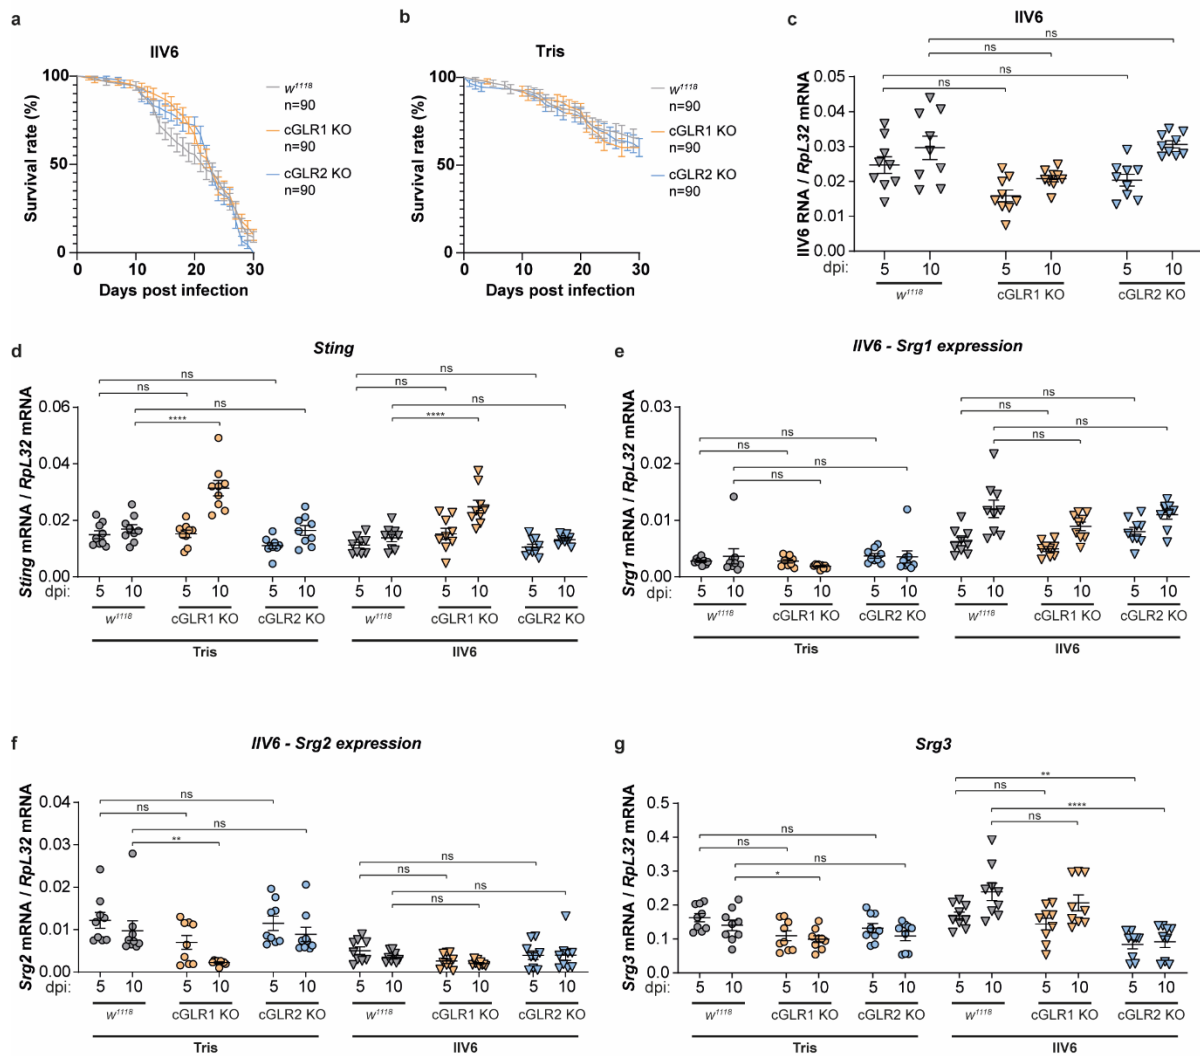 a
IIV6
Survival rate (%)
100
50
0
0 10 20 30
Days post infection
w1118
n=90
cGLR1 KO
n=90
cGLR2 KO
n=90
b
Tris
Survival rate (%)
100
50
0
0 10 20 30
Days post infection
w1118
n=90
cGLR1 KO
n=90
cGLR2 KO
n=90
c
IIV6
IIV6 RNA / RpL32 mRNA
ns
ns
ns
ns
0.05
0.04
0.03
0.02
0.01
0.00
dpi: 5 10 5 10 5 10
w1118 cGLR1 KO cGLR2 KO
d
Sting
Sting mRNA / RpL32 mRNA
ns ns
ns ns
ns ns
**** ****
0.06
0.04
0.02
0.00
dpi: 5 10 5 10 5 10 5 10 5 10 5 10
w1118 cGLR1 KO cGLR2 KO w1118 cGLR1 KO cGLR2 KO
Tris IIV6
e
IIV6 - Srg1 expression
Srg1 mRNA / RpL32 mRNA
ns
ns
ns
ns
ns
ns
ns
ns
0.03
0.02
0.01
0.00
dpi: 5 10 5 10 5 10 5 10 5 10 5 10
w1118 cGLR1 KO cGLR2 KO w1118 cGLR1 KO cGLR2 KO
Tris IIV6
f
IIV6 - Srg2 expression
Srg2 mRNA / RpL32 mRNA
ns
ns
ns
**
ns
ns
ns
ns
0.04
0.03
0.02
0.01
0.00
dpi: 5 10 5 10 5 10 5 10 5 10 5 10
w1118 cGLR1 KO cGLR2 KO w1118 cGLR1 KO cGLR2 KO
Tris IIV6
g
Srg3
Srg3 mRNA / RpL32 mRNA
**
ns
****
ns
ns
ns
ns
*
0.5
0.4
0.3
0.2
0.1
0.0
dpi: 5 10 5 10 5 10 5 10 5 10 5 10
w1118 cGLR1 KO cGLR2 KO w1118 cGLR1 KO cGLR2 KO
Tris IIV6